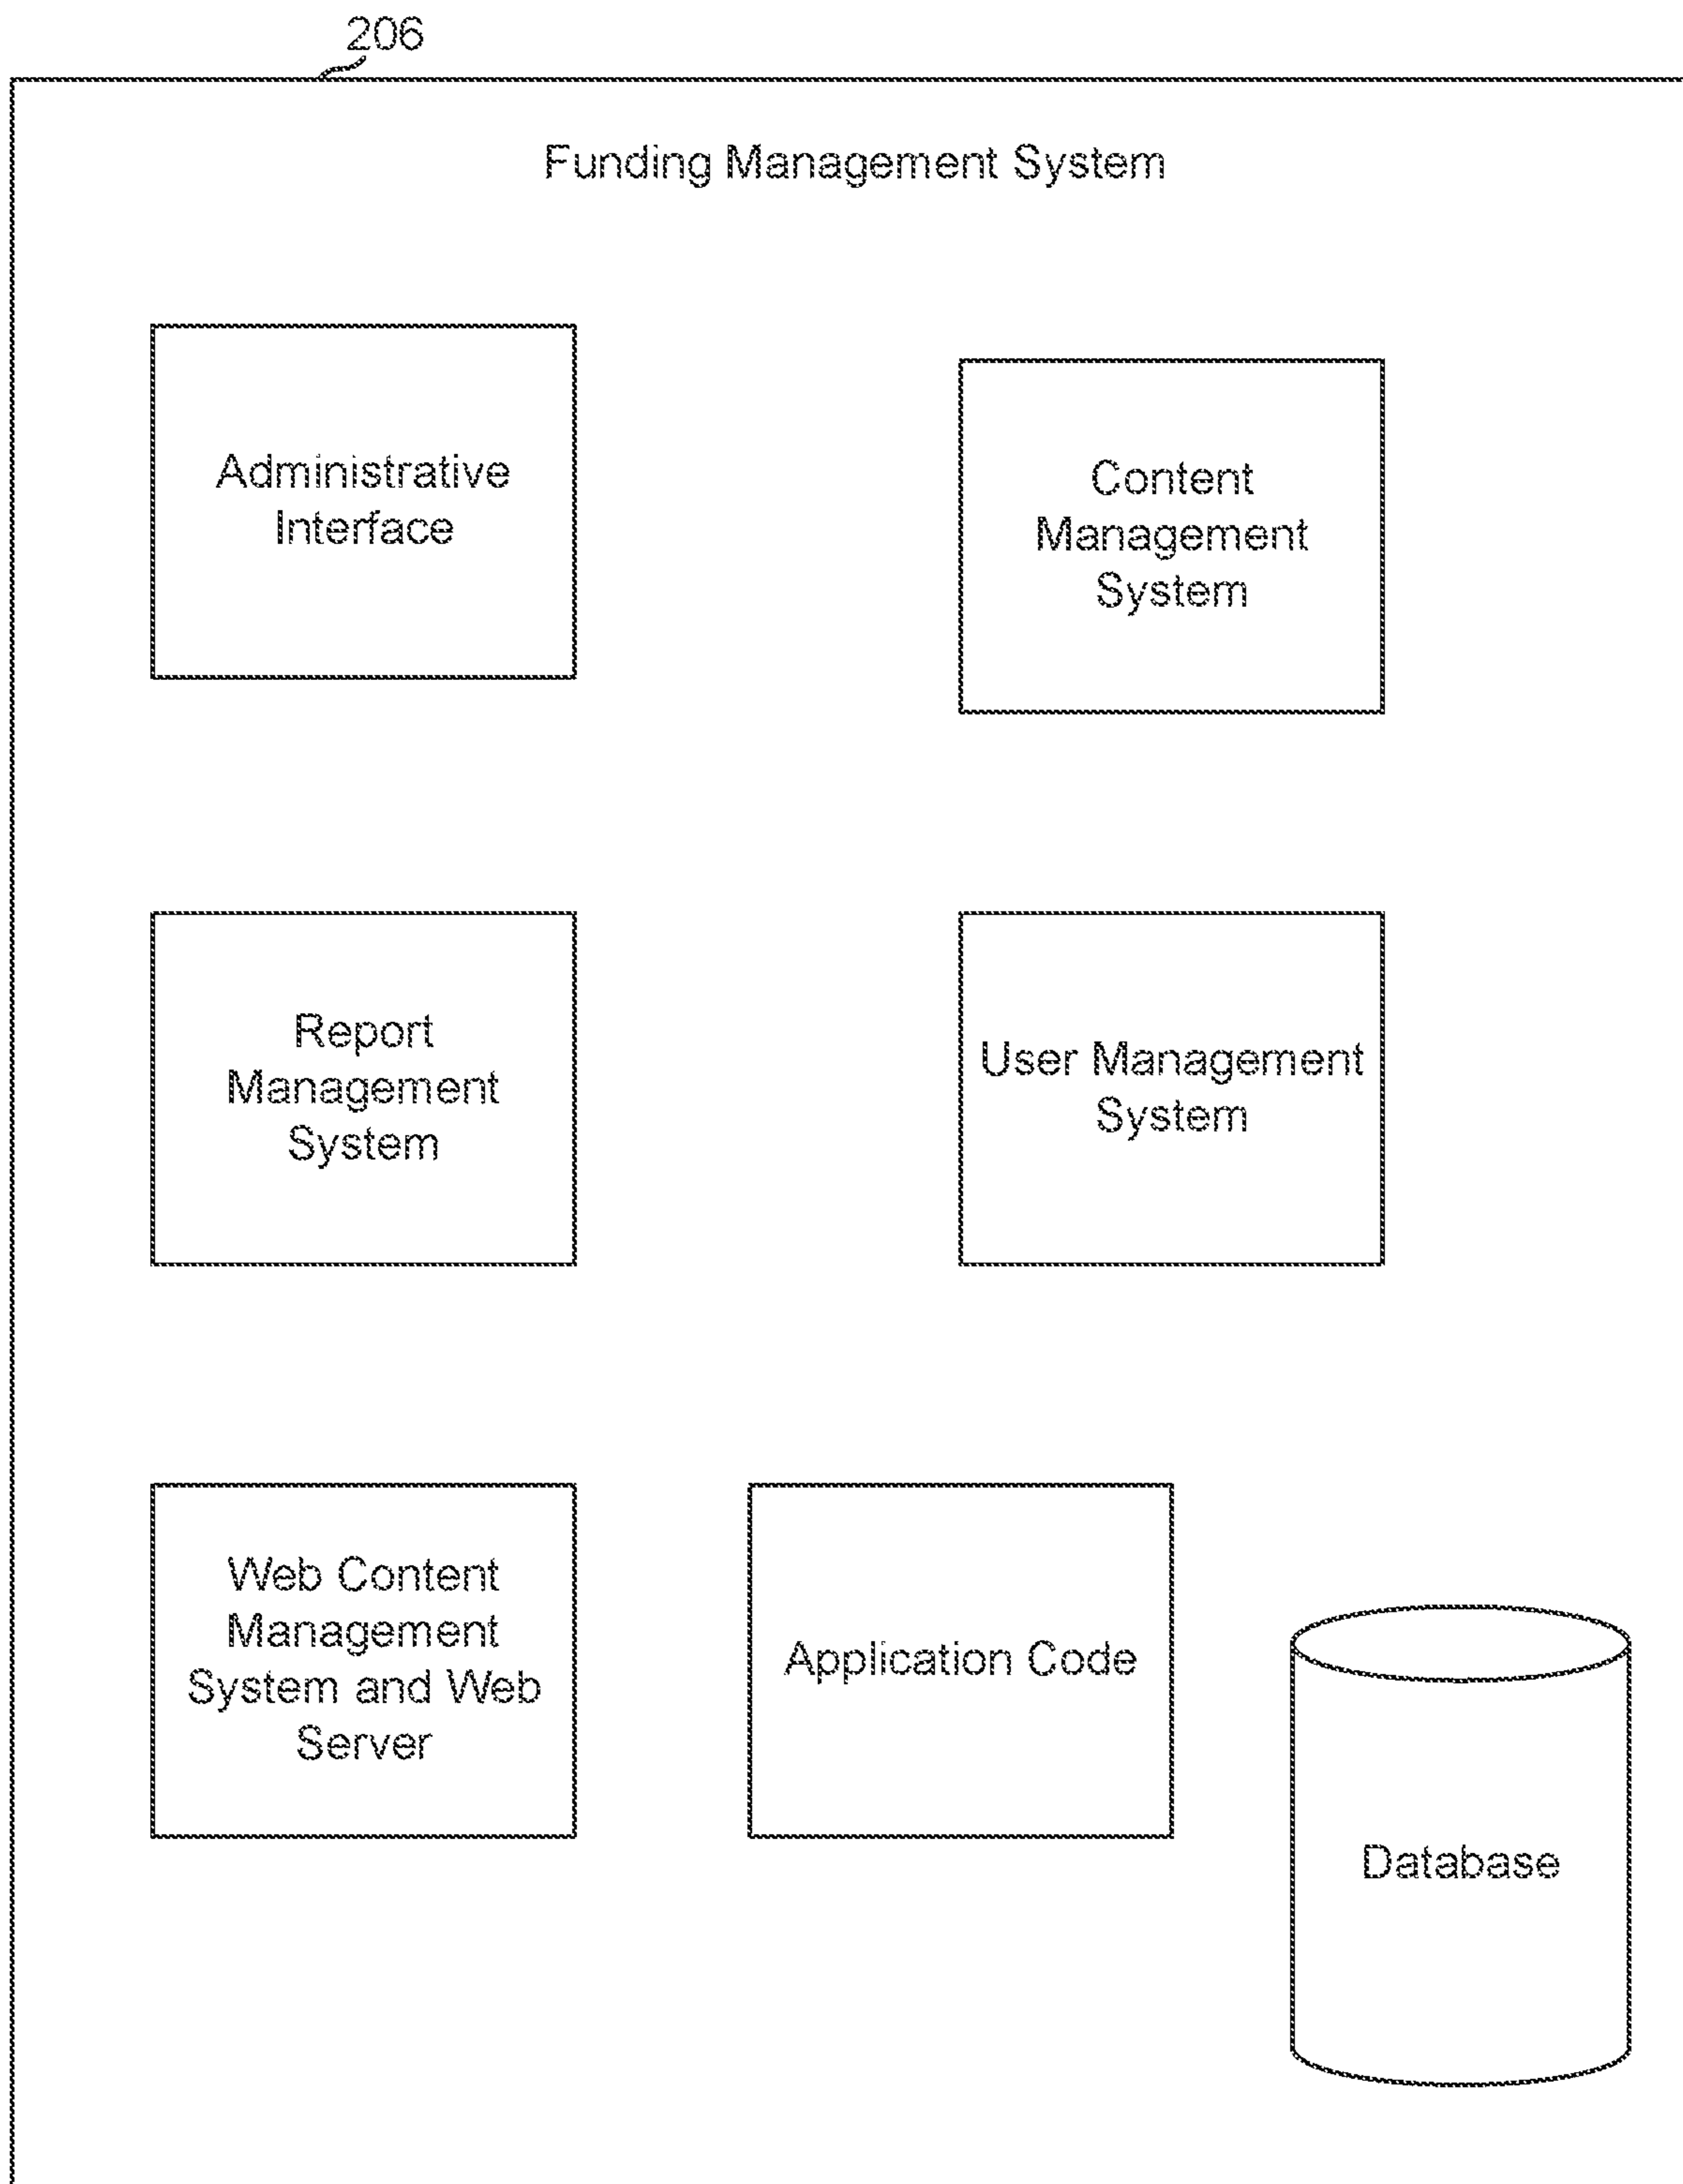 206
Funding Management System
Administrative
Interface
Content
Management
System
Report
Management
System
User Management
System
Web Content
Management
System and Web
Server
Application Code
Database